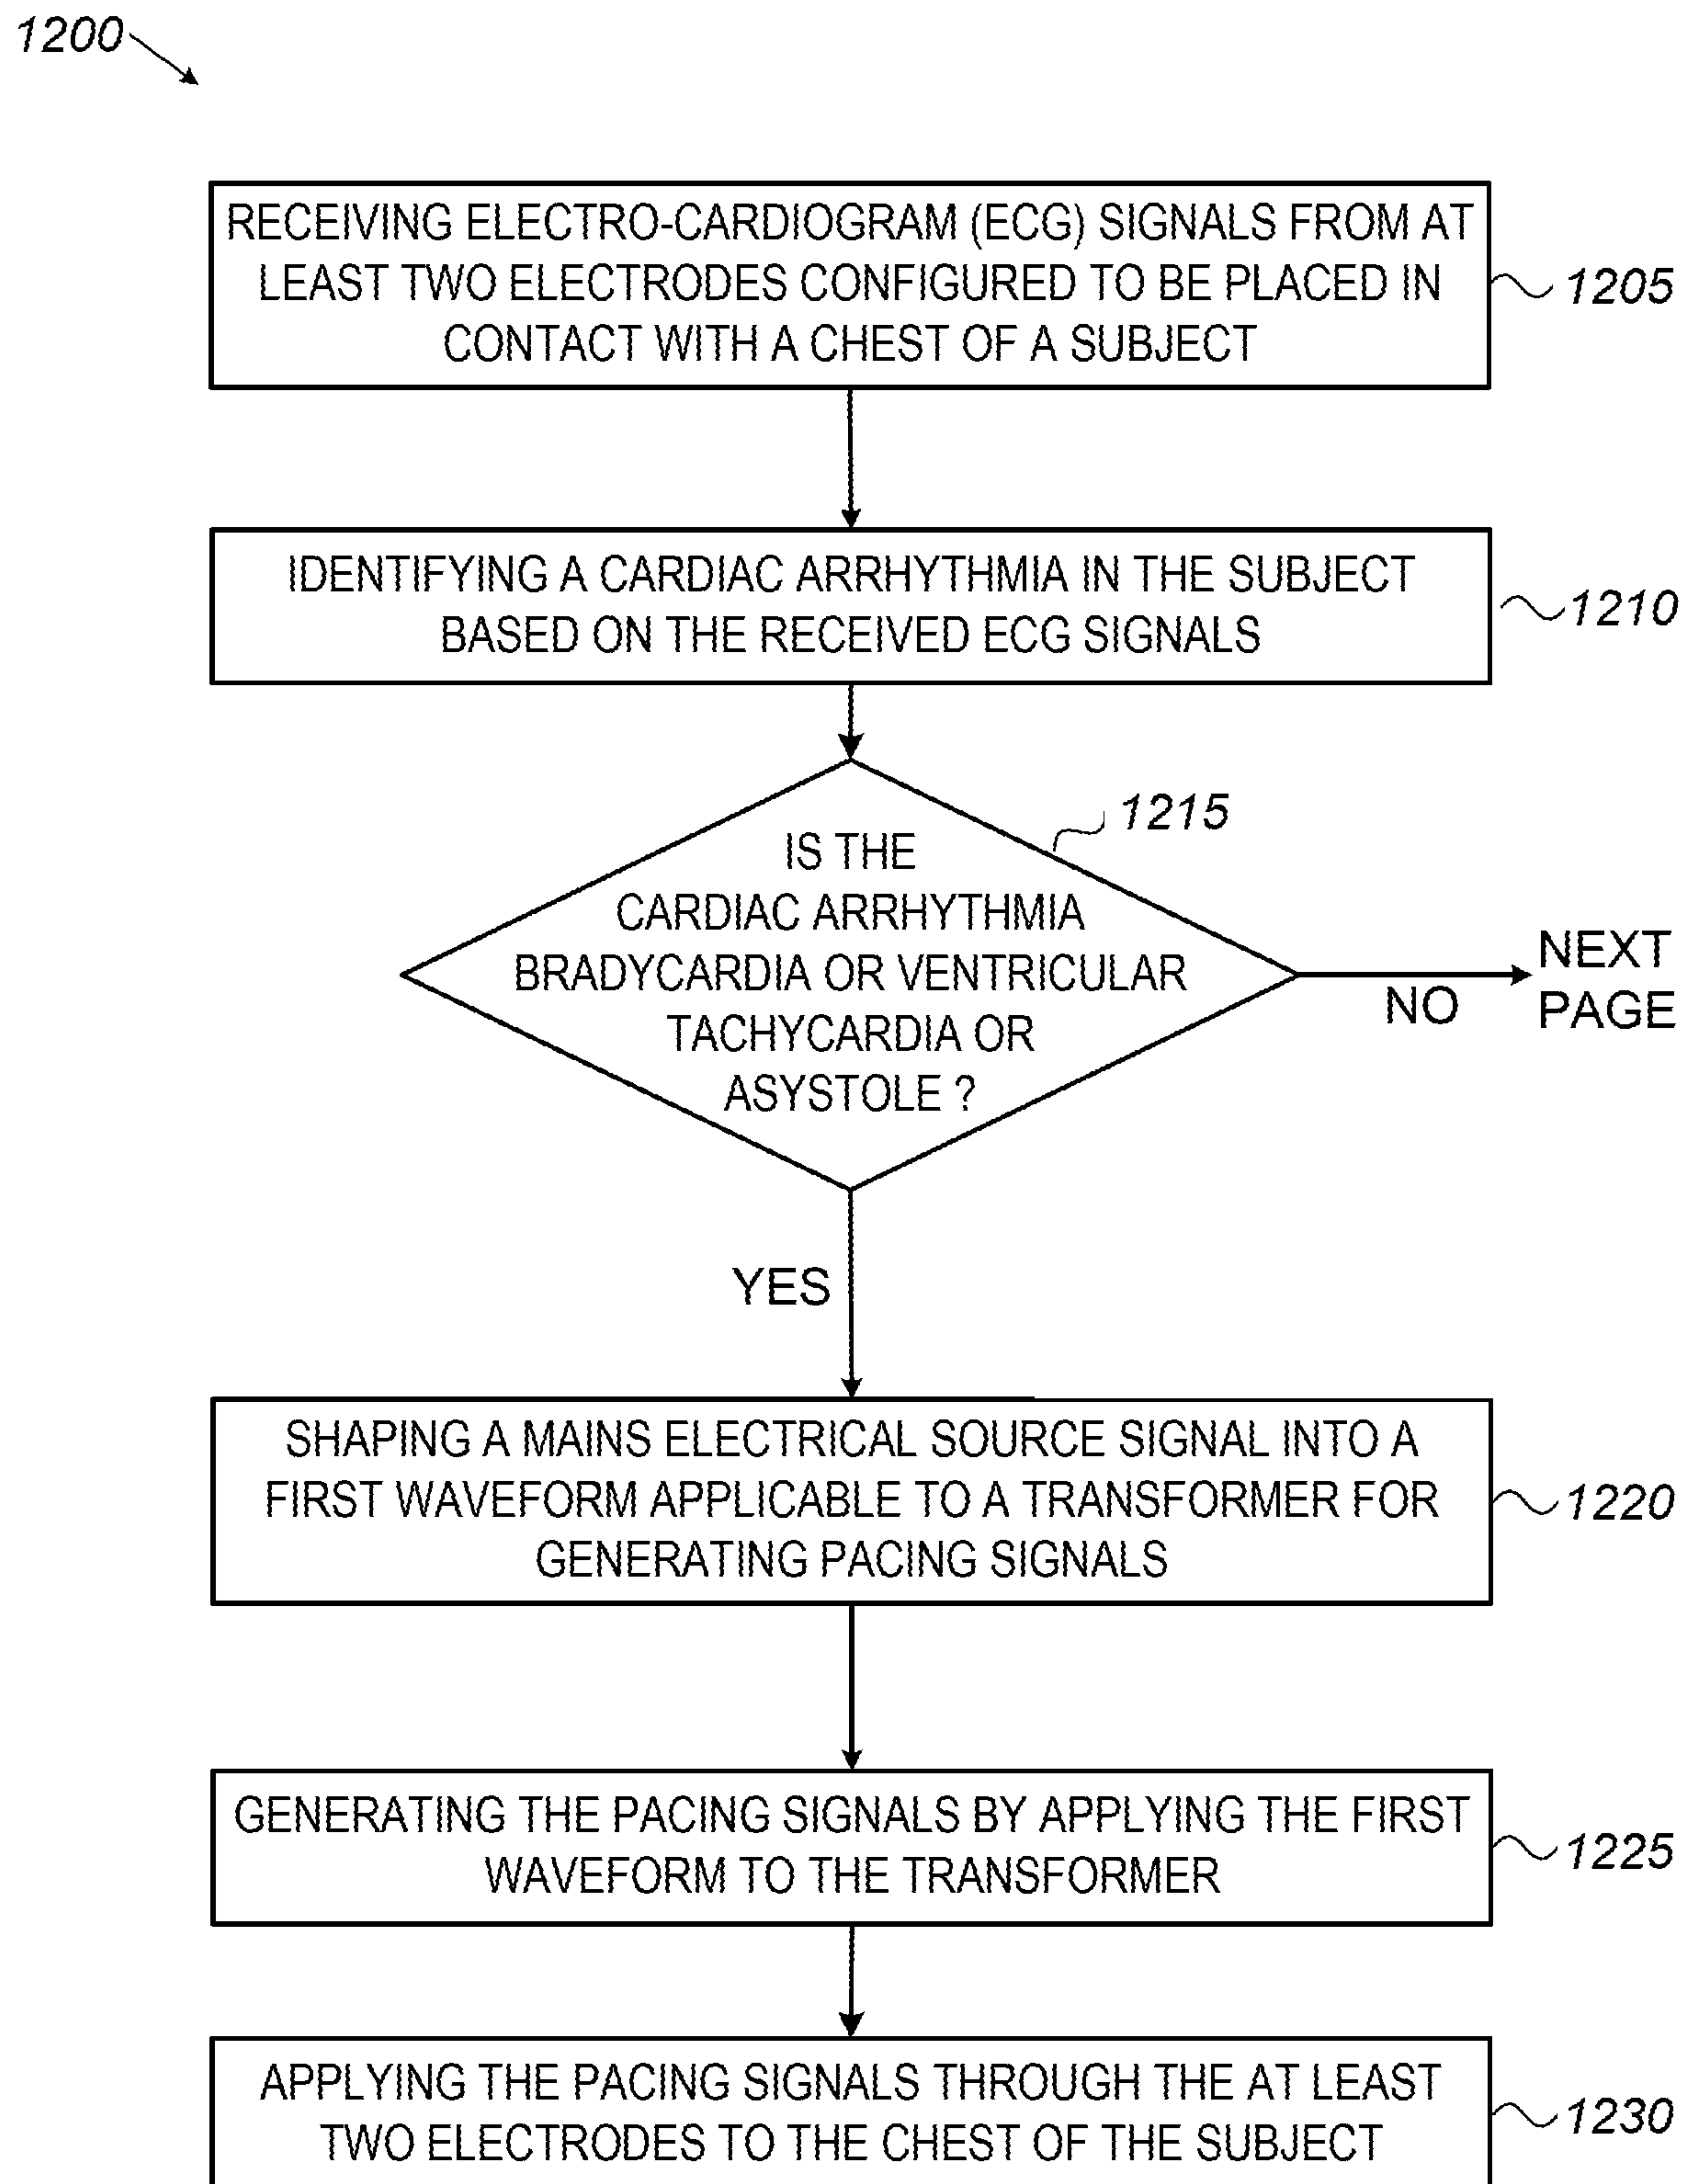 1200
RECEIVING ELECTRO-CARDIOGRAM (ECG) SIGNALS FROM AT
LEAST TWO ELECTRODES CONFIGURED TO BE PLACED IN
CONTACT WITH A CHEST OF A SUBJECT
1205
IDENTIFYING A CARDIAC ARRHYTHMIA IN THE SUBJECT
BASED ON THE RECEIVED ECG SIGNALS
1210
1215
IS THE
CARDIAC ARRHYTHMIA
BRADYCARDIA OR VENTRICULAR
TACHYCARDIA OR
ASYSTOLE ?
NO
NEXT
PAGE
YES
SHAPING A MAINS ELECTRICAL SOURCE SIGNAL INTO A
FIRST WAVEFORM APPLICABLE TO A TRANSFORMER FOR
GENERATING PACING SIGNALS
1220
GENERATING THE PACING SIGNALS BY APPLYING THE FIRST
WAVEFORM TO THE TRANSFORMER
1225
APPLYING THE PACING SIGNALS THROUGH THE AT LEAST
TWO ELECTRODES TO THE CHEST OF THE SUBJECT
1230